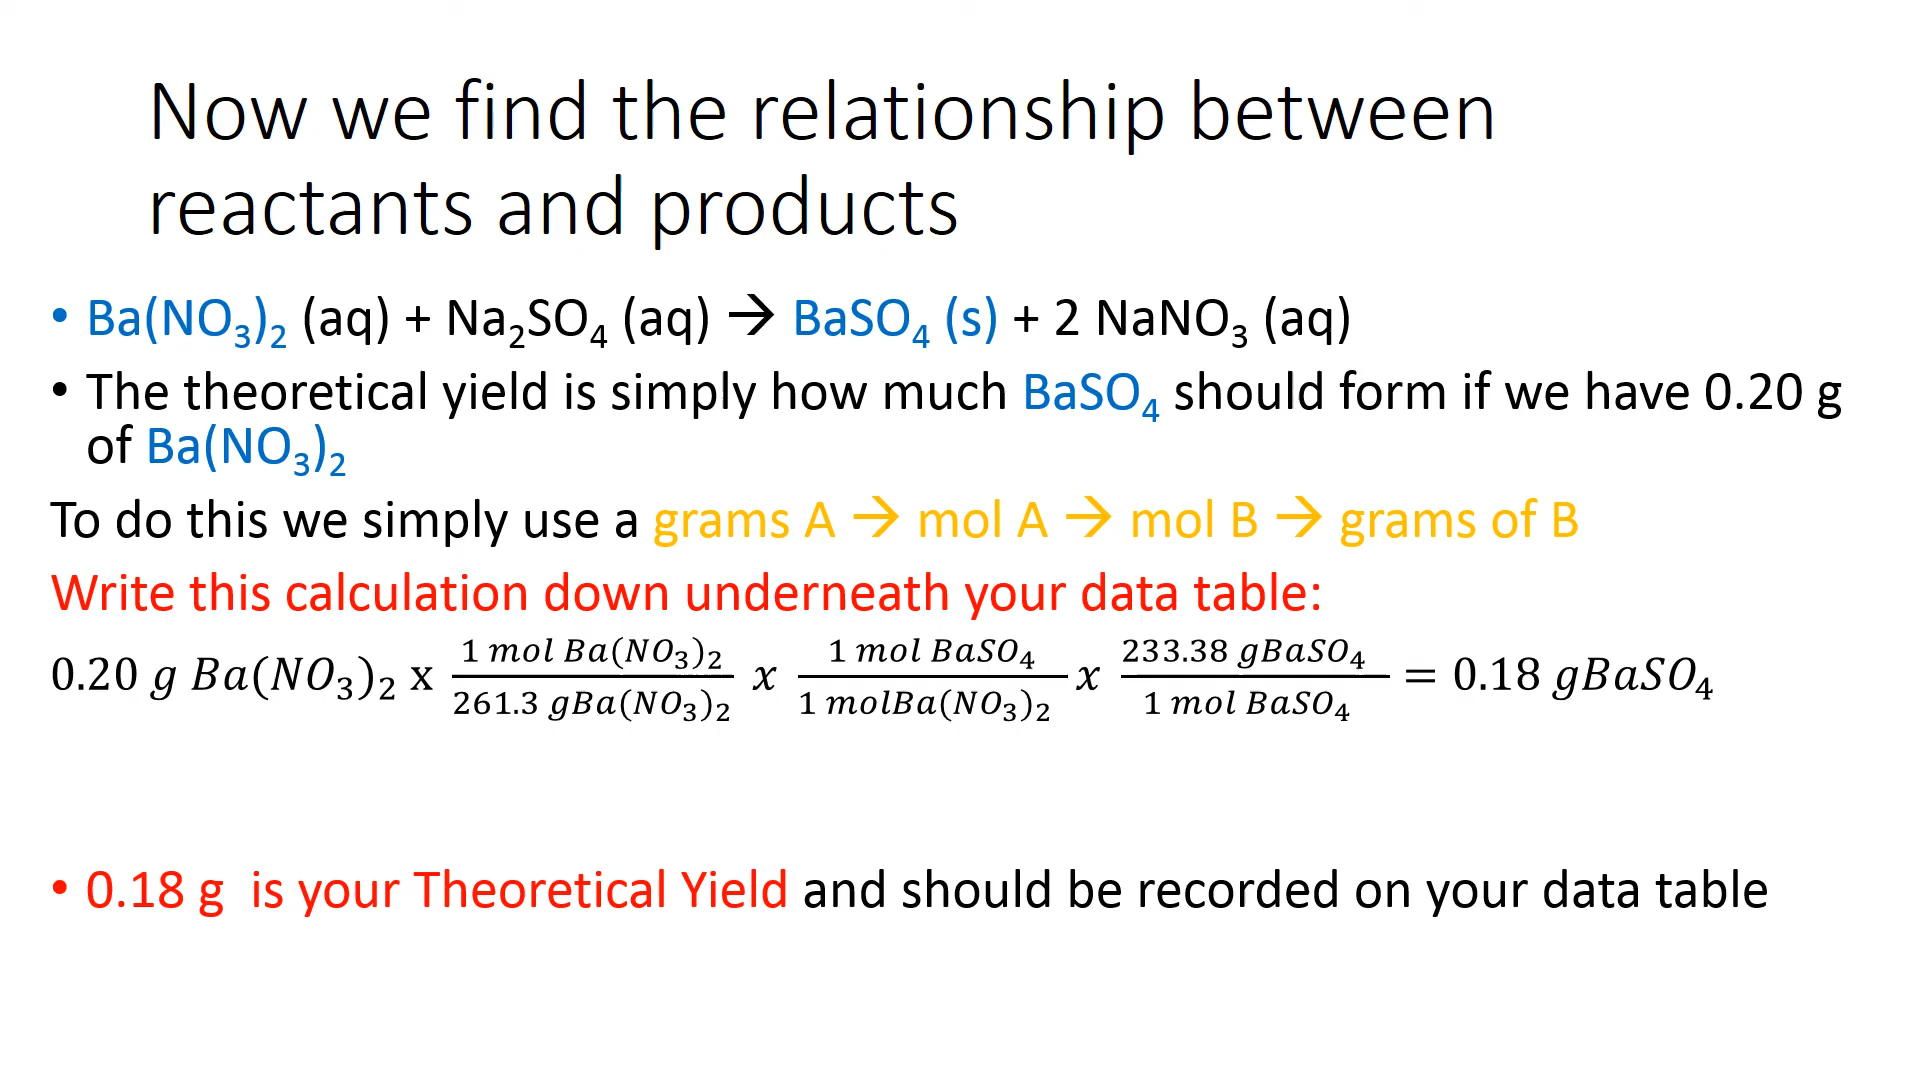 Now we find the relationship between
reactants and products
• Ba(NO₃)₂ (aq) + Na₂SO₄ (aq) → BaSO₄ (s) + 2 NaNO₃ (aq)
• The theoretical yield is simply how much BaSO₄ should form if we have 0.20 g
of Ba(NO₃)₂
To do this we simply use a grams A → mol A → mol B → grams of B
Write this calculation down underneath your data table:
0.20 g Ba(NO₃)₂ x \frac{1 mol Ba(NO₃)₂}{261.3 gBa(NO₃)₂} x \frac{1 mol BaSO₄}{1 molBa(NO₃)₂} x \frac{233.38 gBaSO₄}{1 mol BaSO₄} = 0.18 gBaSO₄
• 0.18 g is your Theoretical Yield and should be recorded on your data table